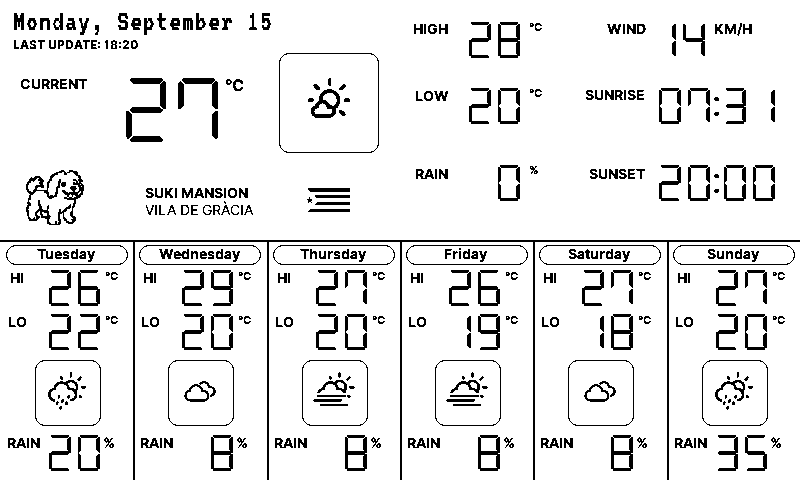 Monday, September 15
LAST UPDATE: 18:20
CURRENT 27 °C
SUKI MANSION
VILA DE GRÀCIA
HIGH 28 °C
WIND 14 KM/H
LOW 20 °C
SUNRISE 07:31
RAIN 0 %
SUNSET 20:00
Tuesday
HI 26 °C
LO 22 °C
RAIN 20 %
Wednesday
HI 29 °C
LO 20 °C
RAIN 8 %
Thursday
HI 27 °C
LO 20 °C
RAIN 8 %
Friday
HI 26 °C
LO 19 °C
RAIN 8 %
Saturday
HI 27 °C
LO 18 °C
RAIN 8 %
Sunday
HI 27 °C
LO 20 °C
RAIN 35 %